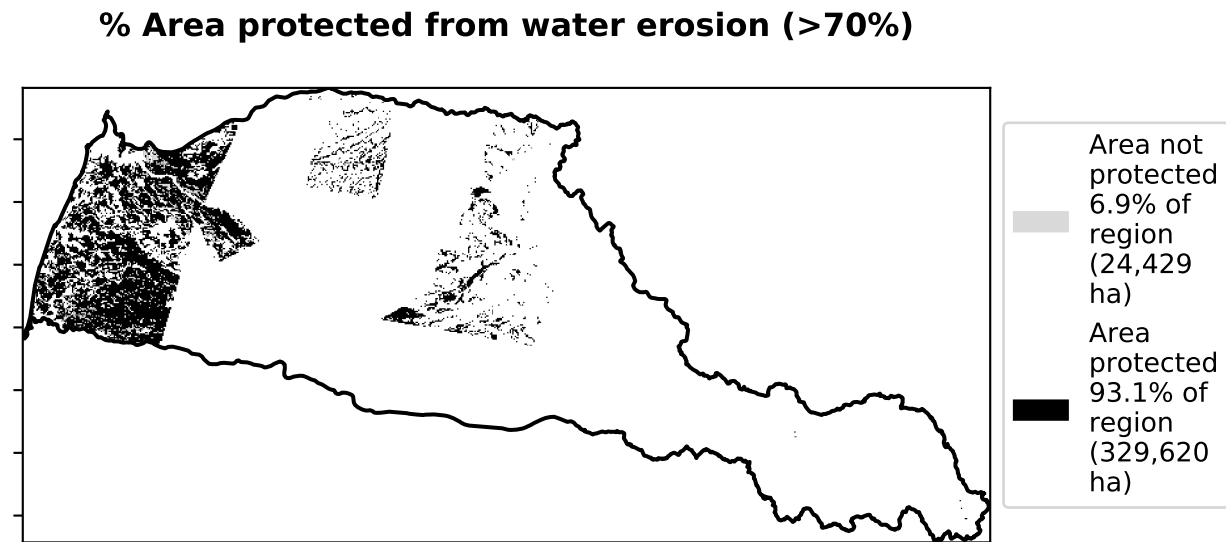 % Area protected from water erosion (>70%)
Area not
protected
6.9% of
region
(24,429
ha)
Area
protected
93.1% of
region
(329,620
ha)